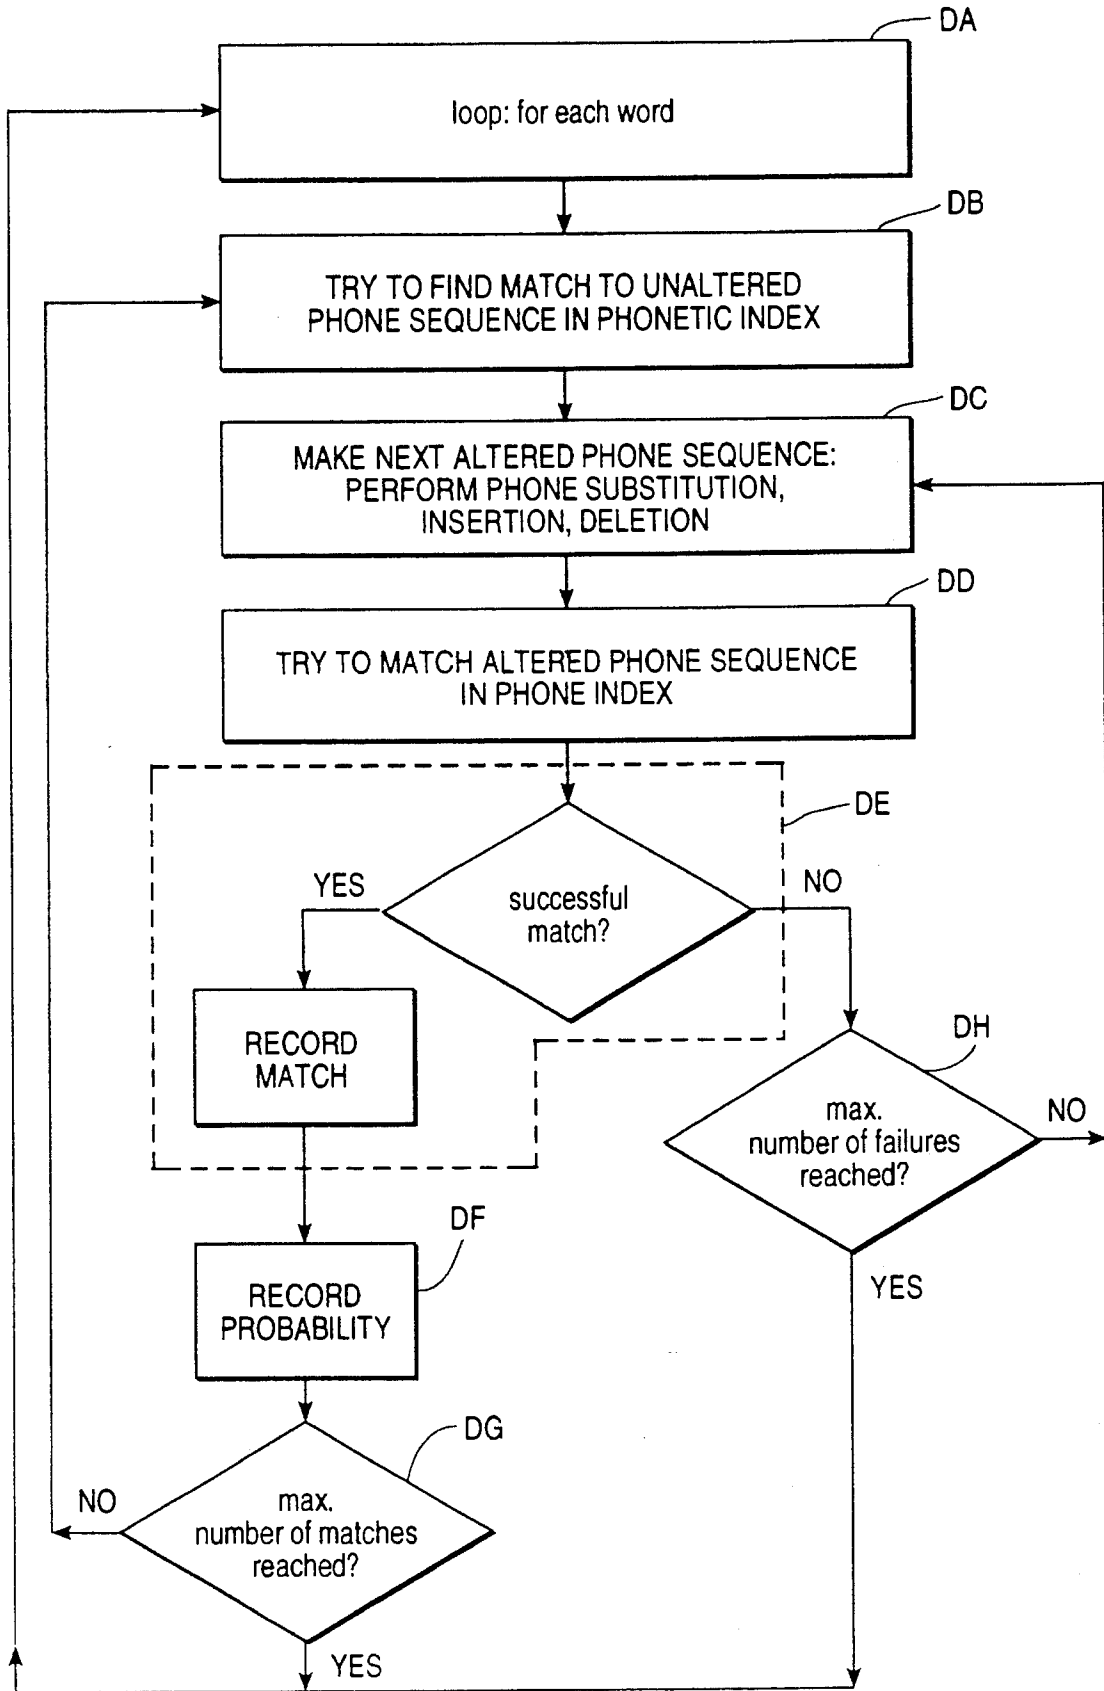 DA
loop: for each word
DB
TRY TO FIND MATCH TO UNALTERED
PHONE SEQUENCE IN PHONETIC INDEX
DC
MAKE NEXT ALTERED PHONE SEQUENCE:
PERFORM PHONE SUBSTITUTION,
INSERTION, DELETION
DD
TRY TO MATCH ALTERED PHONE SEQUENCE
IN PHONE INDEX
DE
YES
successful
match?
NO
RECORD
MATCH
DH
max.
number of failures
reached?
NO
YES
DF
RECORD
PROBABILITY
DG
NO
max.
number of matches
reached?
YES